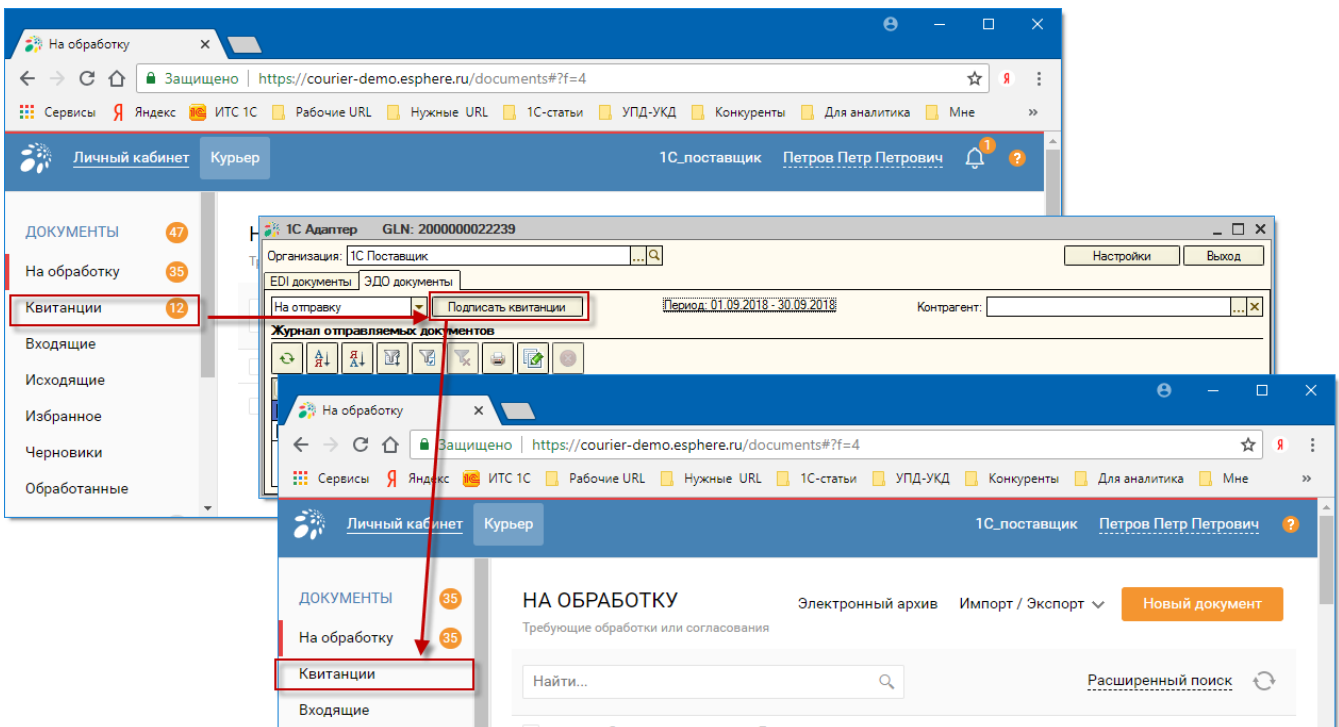 На обработку
Защищено | https://courier-demo.esphere.ru/documents#?f=4
Сервисы Яндекс ИТС 1С Рабочие URL Нужные URL 1С-статьи УПД-УКД Конкуренты Для аналитика Мне »
Личный кабинет Курьер 1С_поставщик Петров Петр Петрович 1 ?
ДОКУМЕНТЫ 47
На обработку 35
Квитанции 12
Входящие
Исходящие
Избранное
Черновики
Обработанные
1С Адаптер GLN: 2000000022239
Организация: 1С Поставщик ... Настройки Выход
EDI документы ЭДО документы
На отправку Подписать квитанции Период: 01.09.2018 - 30.09.2018 Контрагент: ...
Журнал отправляемых документов
На обработку
Защищено | https://courier-demo.esphere.ru/documents#?f=4
Сервисы Яндекс ИТС 1С Рабочие URL Нужные URL 1С-статьи УПД-УКД Конкуренты Для аналитика Мне »
Личный кабинет Курьер 1С_поставщик Петров Петр Петрович ?
ДОКУМЕНТЫ 35
На обработку 35
Квитанции
Входящие
НА ОБРАБОТКУ Электронный архив Импорт / Экспорт Новый документ
Требующие обработки или согласования
Найти... Расширенный поиск